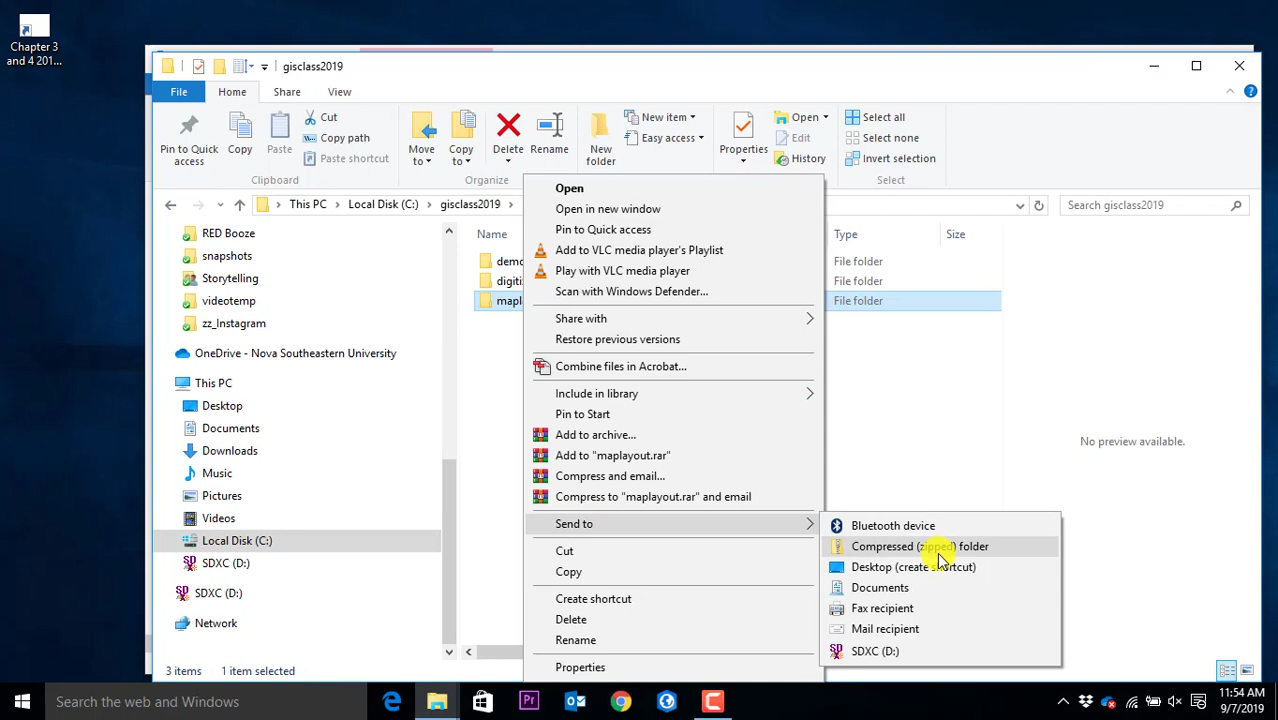 Chapter 3
and 4 201...
gisclass2019
File
Home
Share
View
Pin to Quick
access
Copy
Paste
Cut
Copy path
Paste shortcut
Clipboard
Move
to
Copy
to
Delete
Rename
Organize
New
folder
New item
Easy access
Properties
Open
Edit
History
Select all
Select none
Invert selection
Select
This PC
Local Disk (C:)
gisclass2019
Search gisclass2019
RED Booze
snapshots
Storytelling
videotemp
zz_Instagram
OneDrive - Nova Southeastern University
This PC
Desktop
Documents
Downloads
Music
Pictures
Videos
Local Disk (C:)
SDXC (D:)
SDXC (D:)
Network
Name
Type
Size
demo
File folder
digiti
File folder
mapl
File folder
No preview available.
Open
Open in new window
Pin to Quick access
Add to VLC media player's Playlist
Play with VLC media player
Scan with Windows Defender...
Share with
Restore previous versions
Combine files in Acrobat...
Include in library
Pin to Start
Add to archive...
Add to "maplayout.rar"
Compress and email...
Compress to "maplayout.rar" and email
Send to
Cut
Copy
Create shortcut
Delete
Rename
Properties
Bluetooth device
Compressed (zipped) folder
Desktop (create shortcut)
Documents
Fax recipient
Mail recipient
SDXC (D:)
3 items
1 item selected
Search the web and Windows
11:54 AM
9/7/2019